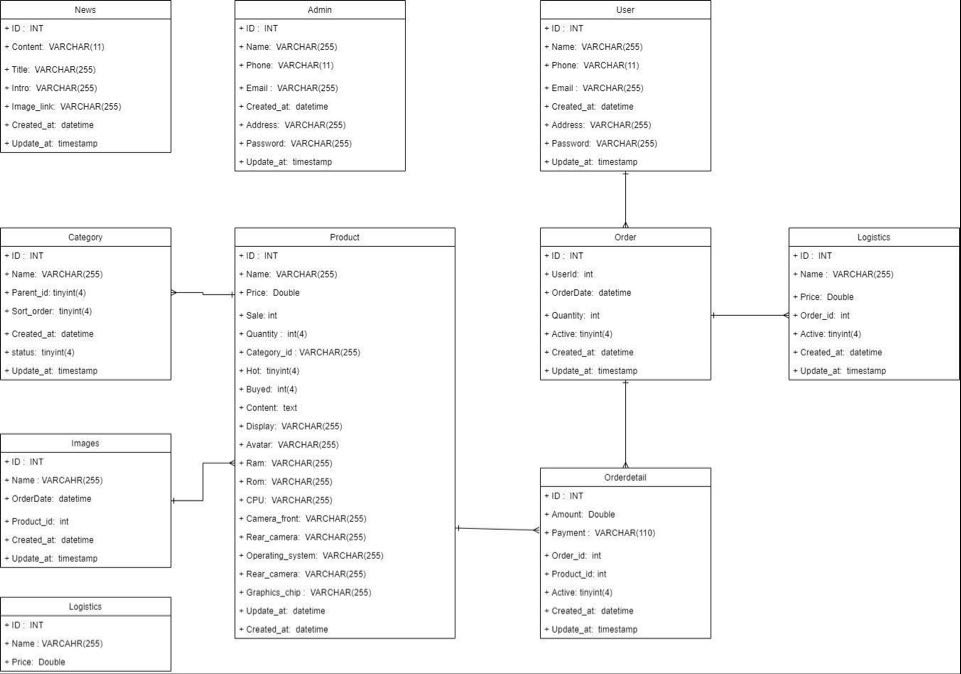 News
+ ID : INT
+ Content: VARCHAR(11)
+ Title: VARCHAR(255)
+ Intro: VARCHAR(255)
+ Image_link: VARCHAR(255)
+ Created_at: datetime
+ Update_at: timestamp
Admin
+ ID : INT
+ Name: VARCHAR(255)
+ Phone: VARCHAR(11)
+ Email : VARCHAR(255)
+ Created_at: datetime
+ Address: VARCHAR(255)
+ Password: VARCHAR(255)
+ Update_at: timestamp
User
+ ID : INT
+ Name: VARCHAR(255)
+ Phone: VARCHAR(11)
+ Email : VARCHAR(255)
+ Created_at: datetime
+ Address: VARCHAR(255)
+ Password: VARCHAR(255)
+ Update_at: timestamp
Category
+ ID : INT
+ Name: VARCHAR(255)
+ Parent_id: tinyint(4)
+ Sort_order: tinyint(4)
+ Created_at: datetime
+ status: tinyint(4)
+ Update_at: timestamp
Product
+ ID : INT
+ Name: VARCHAR(255)
+ Price: Double
+ Sale: int
+ Quantity : int(4)
+ Category_id : VARCHAR(255)
+ Hot: tinyint(4)
+ Buyed: int(4)
+ Content: text
+ Display: VARCHAR(255)
+ Avatar: VARCHAR(255)
+ Ram: VARCHAR(255)
+ Rom: VARCHAR(255)
+ CPU: VARCHAR(255)
+ Camera_front: VARCHAR(255)
+ Rear_camera: VARCHAR(255)
+ Operating_system: VARCHAR(255)
+ Rear_camera: VARCHAR(255)
+ Graphics_chip : VARCHAR(255)
+ Update_at: datetime
+ Created_at: datetime
Order
+ ID : INT
+ UserId: int
+ OrderDate: datetime
+ Quantity: int
+ Active: tinyint(4)
+ Created_at: datetime
+ Update_at: timestamp
Logistics
+ ID : INT
+ Name : VARCHAR(255)
+ Price: Double
+ Order_id: int
+ Active: tinyint(4)
+ Created_at: datetime
+ Update_at: timestamp
Images
+ ID : INT
+ Name : VARCAHR(255)
+ OrderDate: datetime
+ Product_id: int
+ Created_at: datetime
+ Update_at: timestamp
Orderdetail
+ ID : INT
+ Amount: Double
+ Payment : VARCHAR(110)
+ Order_id: int
+ Product_id: int
+ Active: tinyint(4)
+ Created_at: datetime
+ Update_at: timestamp
Logistics
+ ID : INT
+ Name : VARCAHR(255)
+ Price: Double